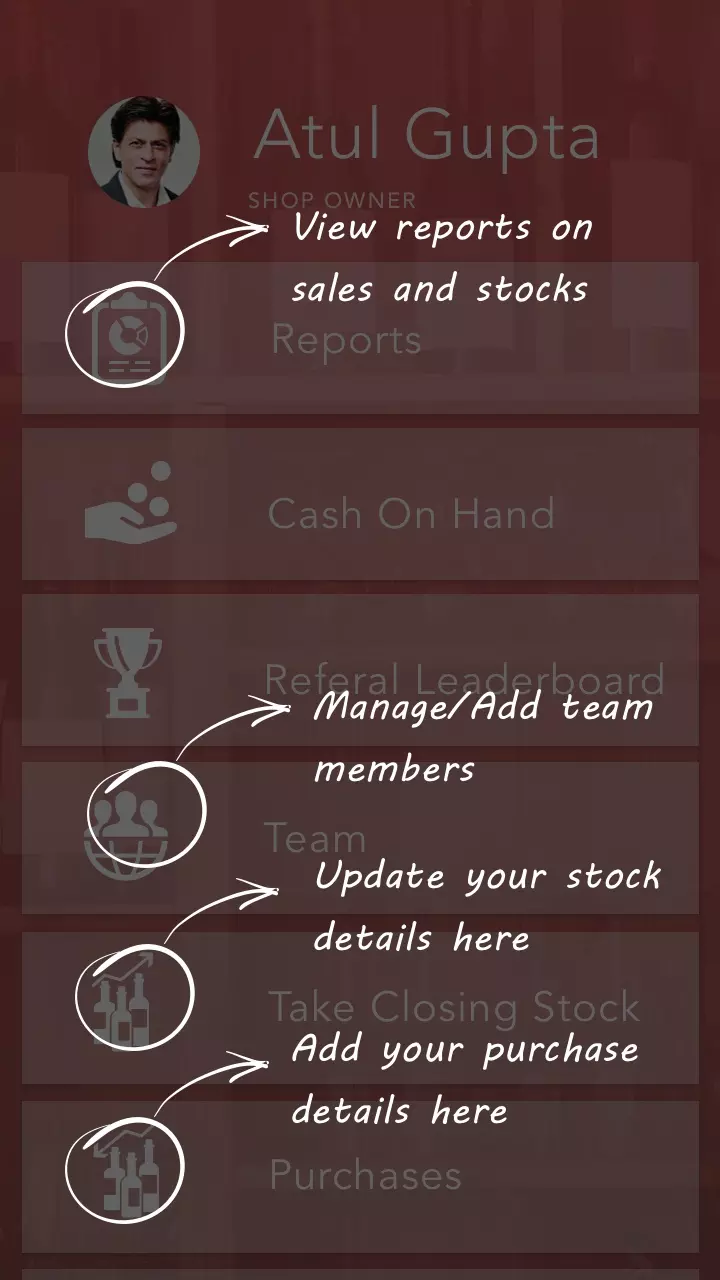 Atul Gupta
SHOP OWNER
View reports on
sales and stocks
Reports
Cash On Hand
Referal Leaderboard
Manage/Add team
members
Team
Update your stock
details here
Take Closing Stock
Add your purchase
details here
Purchases